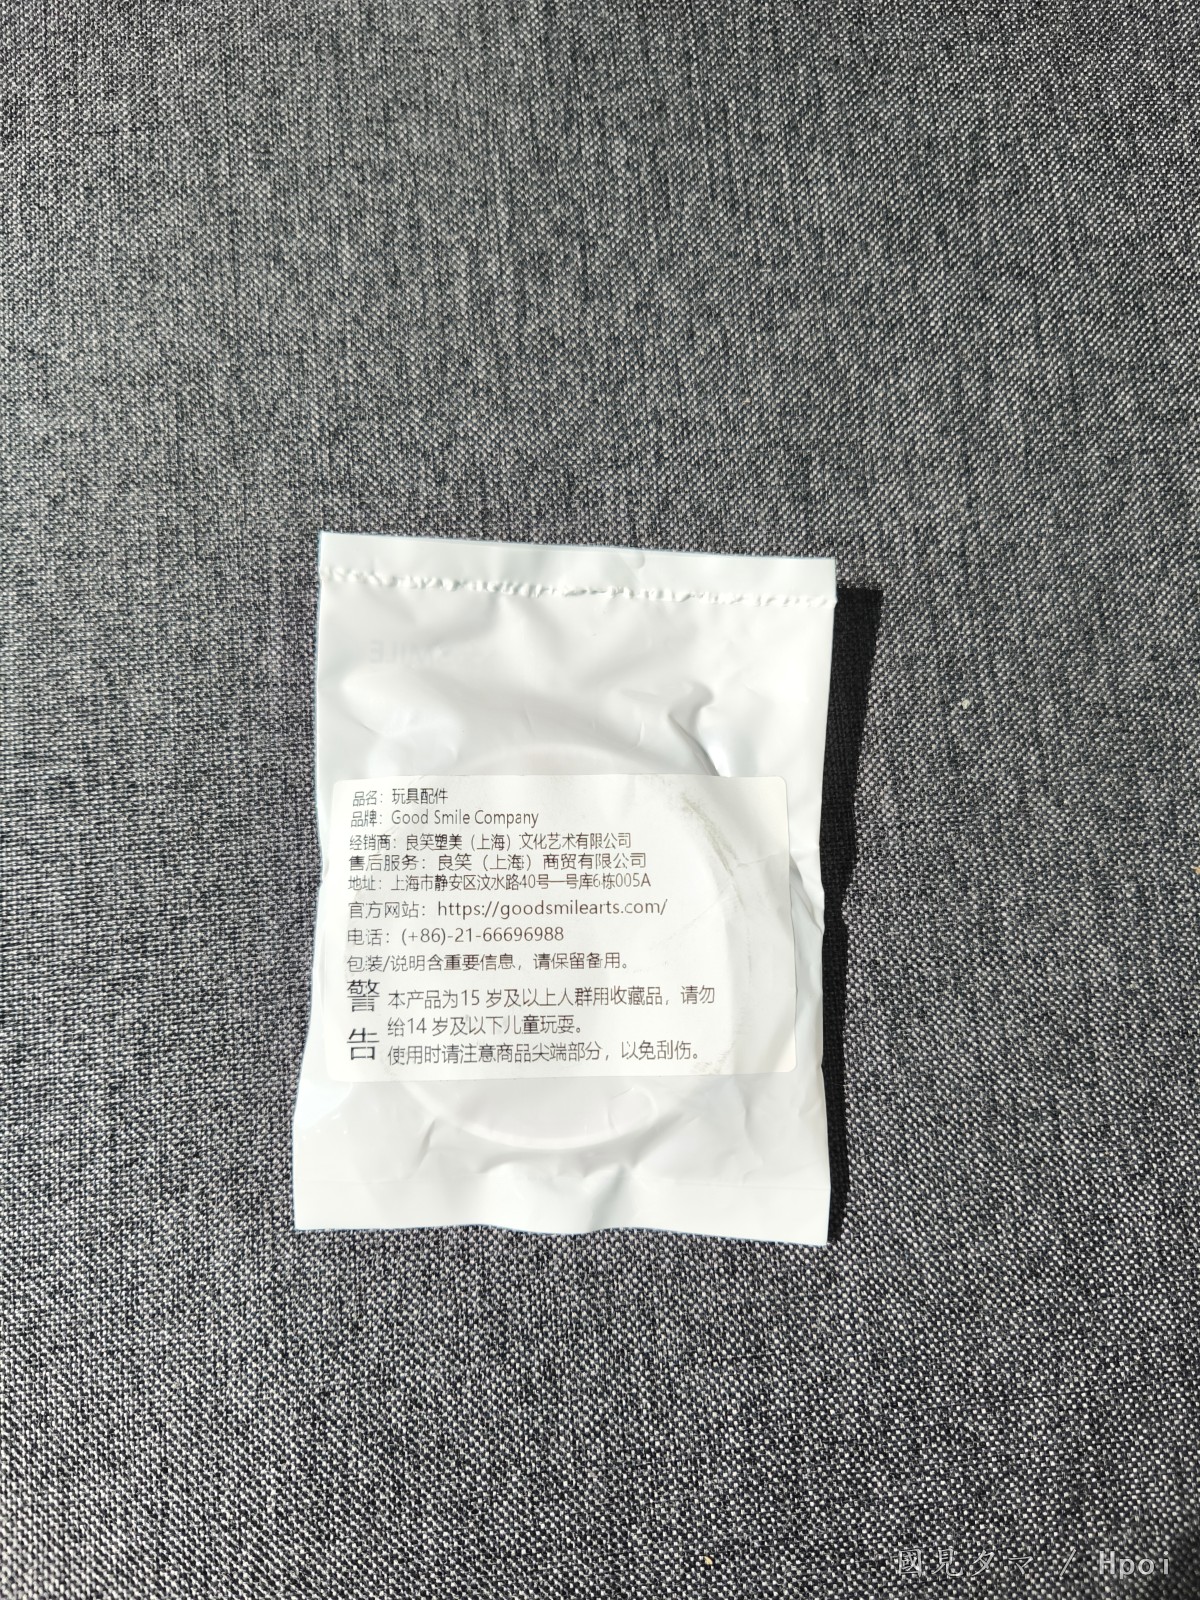 SMILE
品名：玩具配件
品牌：Good Smile Company
经销商：良笑塑美（上海）文化艺术有限公司
售后服务：良笑（上海）商贸有限公司
地址：上海市静安区汶水路40号一号库6栋005A
官方网站：https://goodsmilearts.com/
电话：(+86)-21-66696988
包装/说明含重要信息，请保留备用。
警告
本产品为15 岁及以上人群用收藏品，请勿
给14 岁及以下儿童玩耍。
使用时请注意商品尖端部分，以免刮伤。
國見タマ / Hpoi